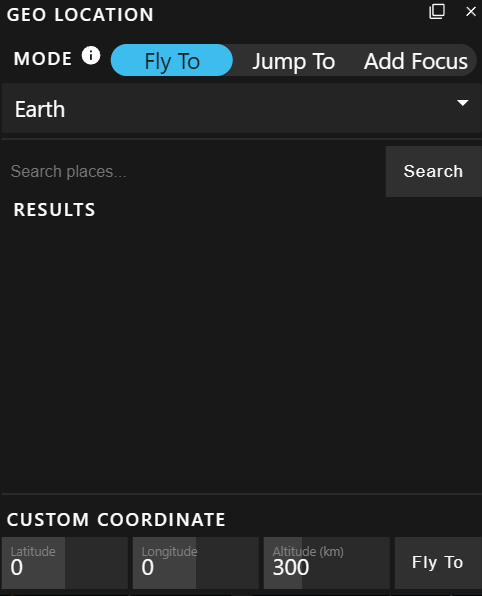 GEO LOCATION
MODE Fly To Jump To Add Focus
Earth
Search places... Search
RESULTS
CUSTOM COORDINATE
Latitude Longitude Altitude (km)
0 0 300 Fly To